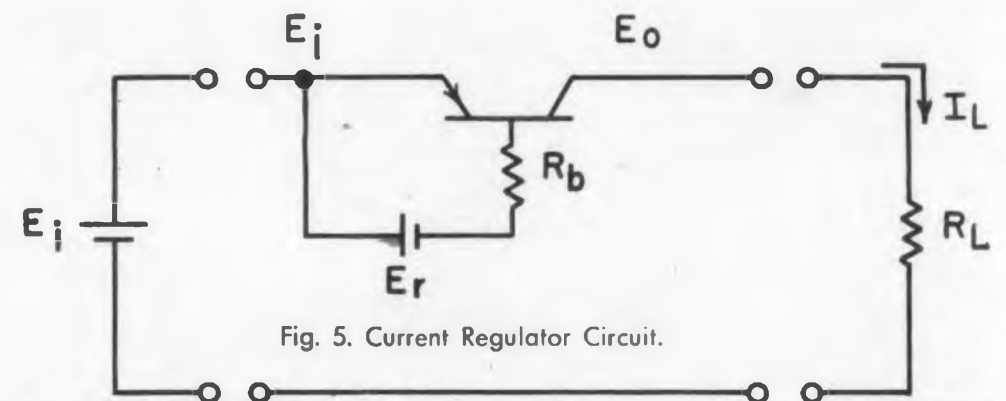 Ei
Eo
IL
Rb
Ei
RL
Er
Fig. 5. Current Regulator Circuit.